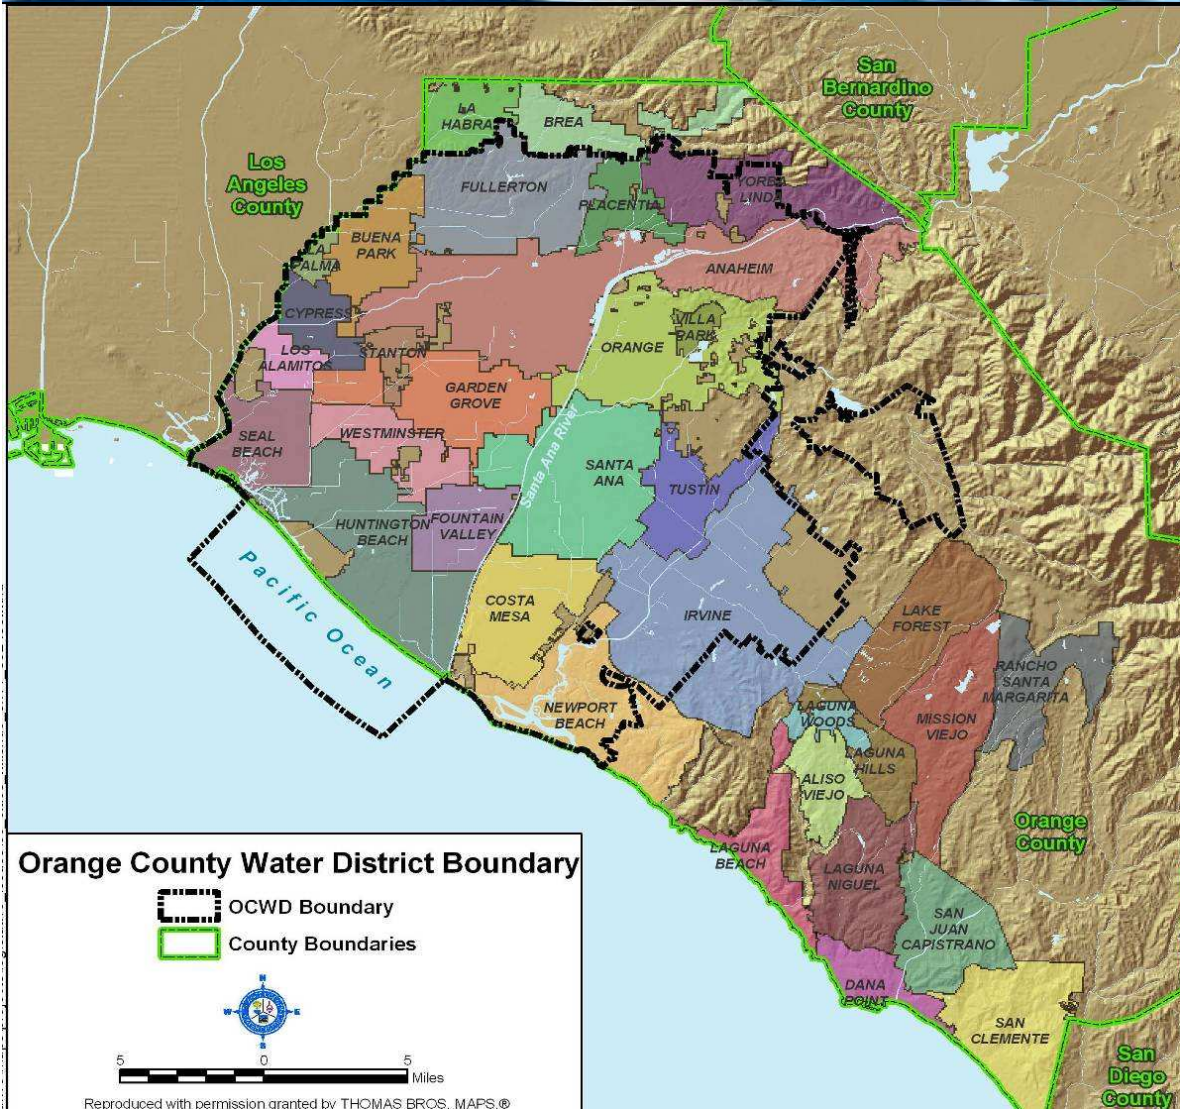 San
Bernardino
County
LA
HABRA
BREA
Los
Angeles
County
FULLERTON
PLACENTIA
YORBA
LINDA
BUENA
PARK
LA
PALMA
ANAHEIM
CYPRESS
VILLA
PARK
ORANGE
LOS
ALAMITOS
STANTON
GARDEN
GROVE
SEAL
BEACH
WESTMINSTER
Santa Ana River
SANTA
ANA
TUSTIN
HUNTINGTON
BEACH
FOUNTAIN
VALLEY
Pacific Ocean
COSTA
MESA
IRVINE
LAKE
FOREST
RANCHO
SANTA
MARGARITA
NEWPORT
BEACH
LAGUNA
WOODS
MISSION
VIEJO
LAGUNA
HILLS
ALISO
VIEJO
Orange
County
LAGUNA
BEACH
LAGUNA
NIGUEL
SAN
JUAN
CAPISTRANO
DANA
POINT
SAN
CLEMENTE
San
Diego
County
Orange County Water District Boundary
OCWD Boundary
County Boundaries
N
W E
S
5 0 5
Miles
Reproduced with permission granted by THOMAS BROS. MAPS.®